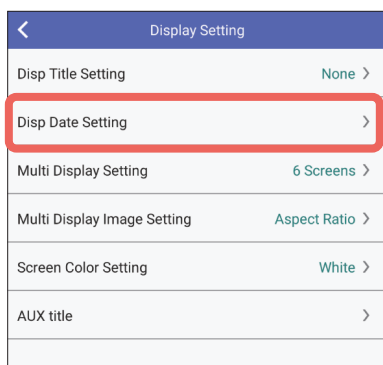 Display Setting
Disp Title Setting None
Disp Date Setting
Multi Display Setting 6 Screens
Multi Display Image Setting Aspect Ratio
Screen Color Setting White
AUX title